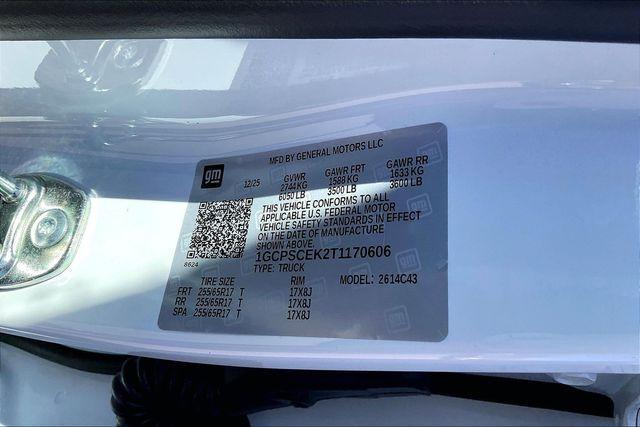 MFD BY GENERAL MOTORS LLC
gm
12/25 GVWR GAWR FRT GAWR RR
2744 KG 1588 KG 1633 KG
6050 LB 3500 LB 3600 LB
THIS VEHICLE CONFORMS TO ALL
APPLICABLE U.S. FEDERAL MOTOR
VEHICLE SAFETY STANDARDS IN EFFECT
ON THE DATE OF MANUFACTURE
SHOWN ABOVE.
8624
1GCPSCEK2T1170606
TYPE: TRUCK MODEL: 2614C43
TIRE SIZE RIM
FRT 255/65R17 T 17X8J
RR 255/65R17 T 17X8J
SPA 255/65R17 T 17X8J